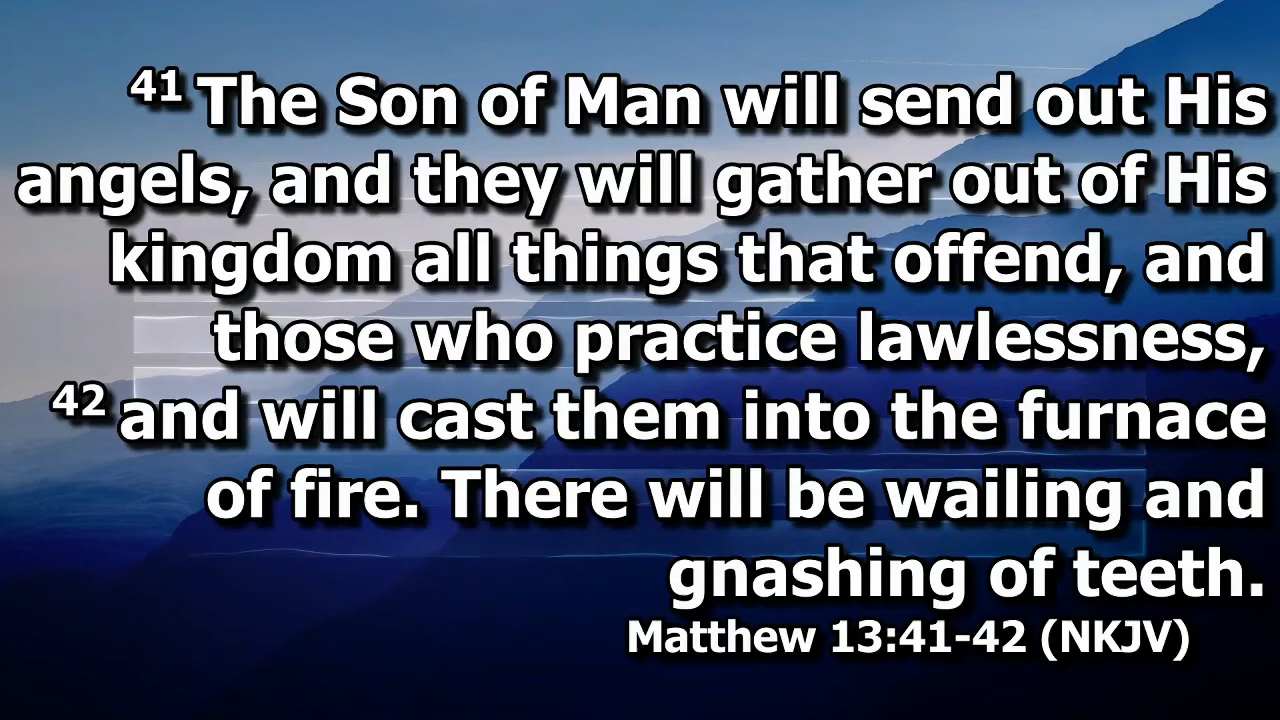 41 The Son of Man will send out His
angels, and they will gather out of His
kingdom all things that offend, and
those who practice lawlessness,
42 and will cast them into the furnace
of fire. There will be wailing and
gnashing of teeth.
Matthew 13:41-42 (NKJV)